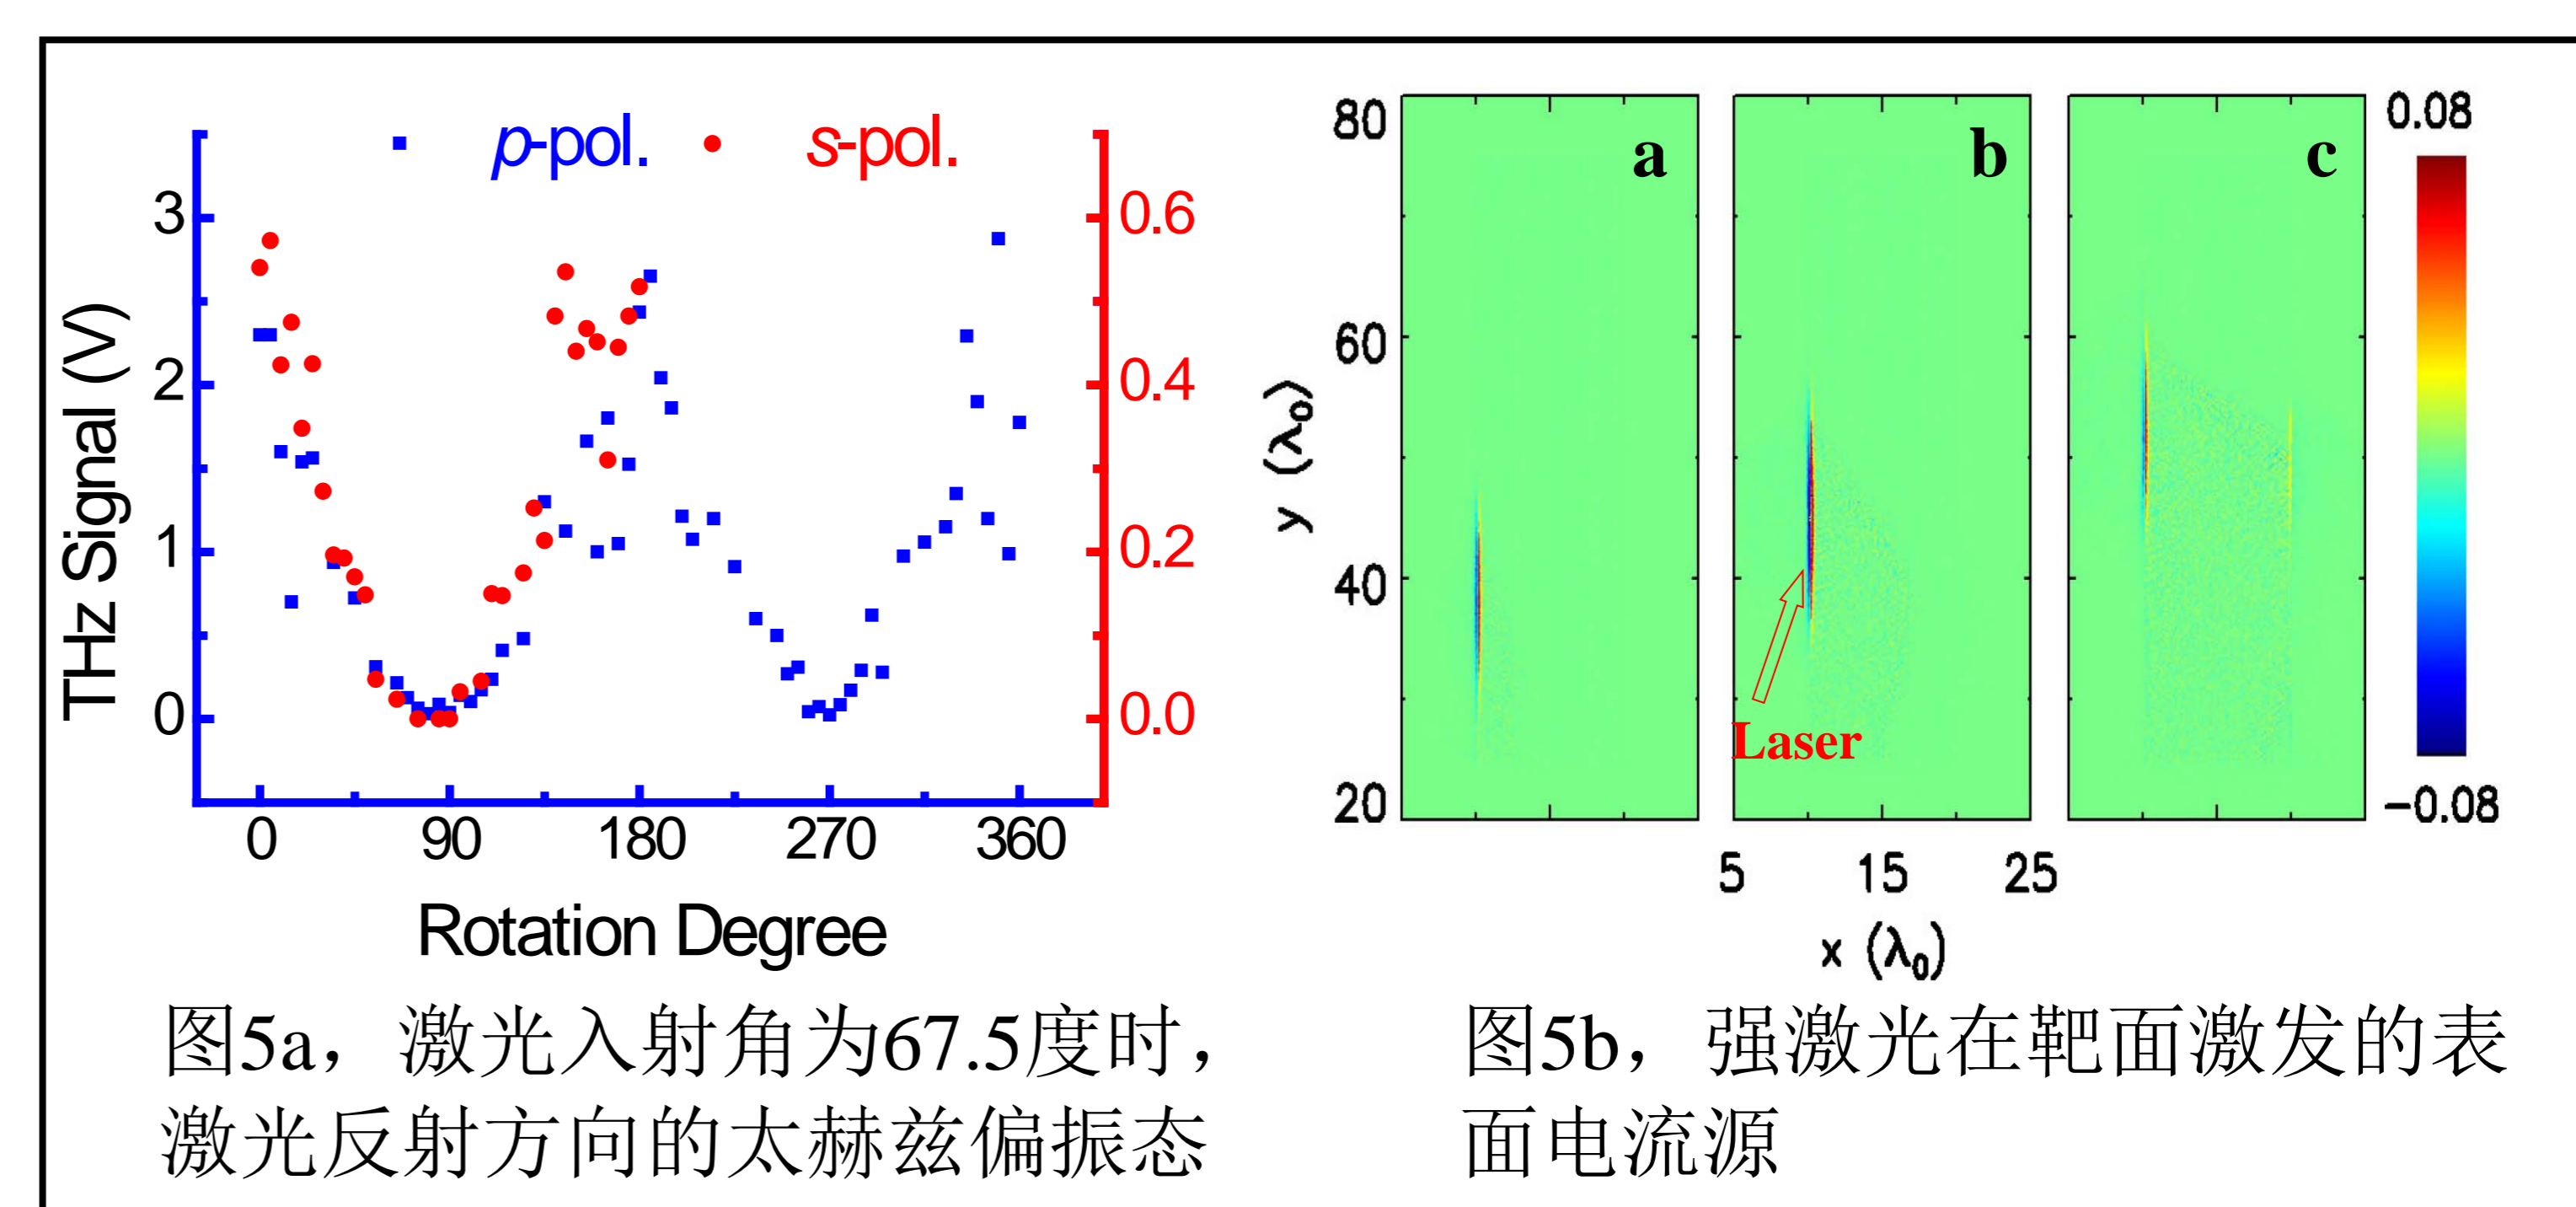 p-pol. s-pol.
3
2
1
0
THz Signal (V)
0.6
0.4
0.2
0.0
0 90 180 270 360
Rotation Degree
图5a，激光入射角为67.5度时，
激光反射方向的太赫兹偏振态
80
60
40
20
y (λ₀)
a b c
Laser
5 15 25
x (λ₀)
0.08
−0.08
图5b，强激光在靶面激发的表
面电流源